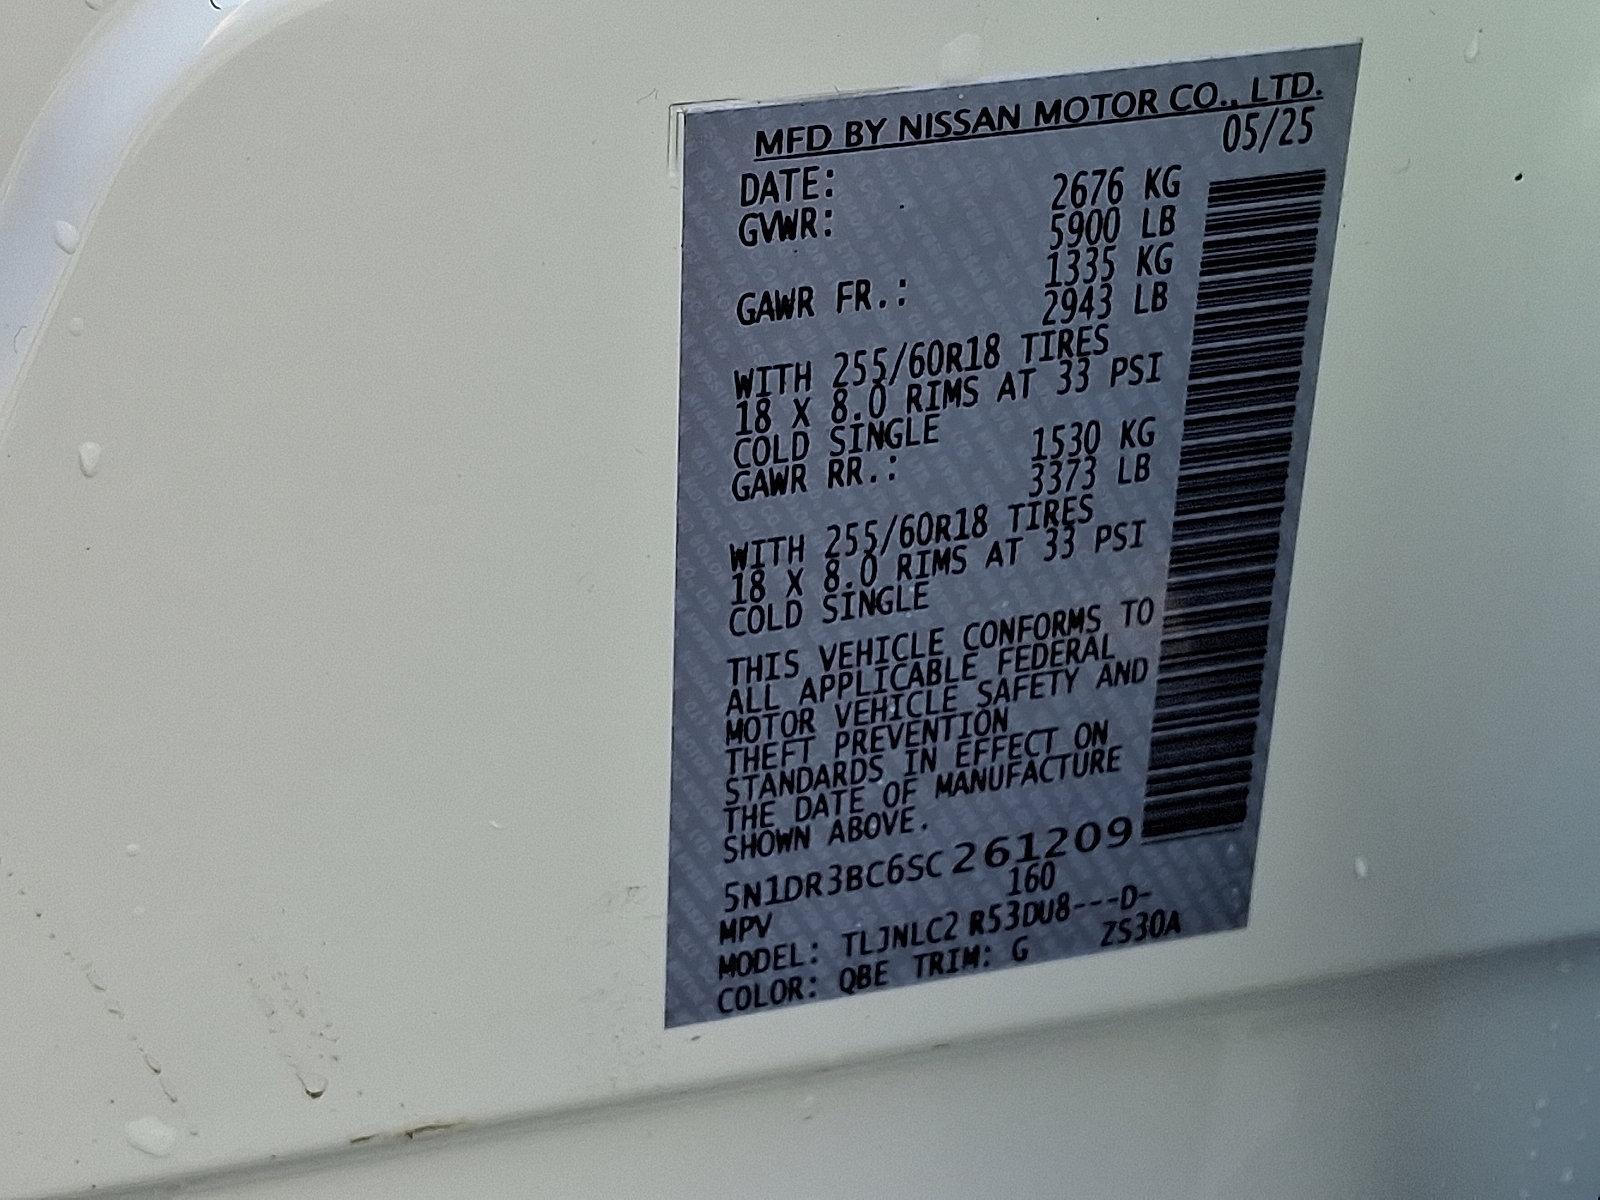 MFD BY NISSAN MOTOR CO., LTD.
DATE: 05/25
GVWR: 2676 KG
5900 LB
GAWR FR.: 1335 KG
2943 LB
WITH 255/60R18 TIRES
18 X 8.0 RIMS AT 33 PSI
COLD SINGLE
GAWR RR.: 1530 KG
3373 LB
WITH 255/60R18 TIRES
18 X 8.0 RIMS AT 33 PSI
COLD SINGLE
THIS VEHICLE CONFORMS TO
ALL APPLICABLE FEDERAL
MOTOR VEHICLE SAFETY AND
THEFT PREVENTION
STANDARDS IN EFFECT ON
THE DATE OF MANUFACTURE
SHOWN ABOVE.
5N1DR3BC6SC261209
MPV 160
MODEL: TLJNLC2 R53DU8---D-
COLOR: QBE TRIM: G ZS30A